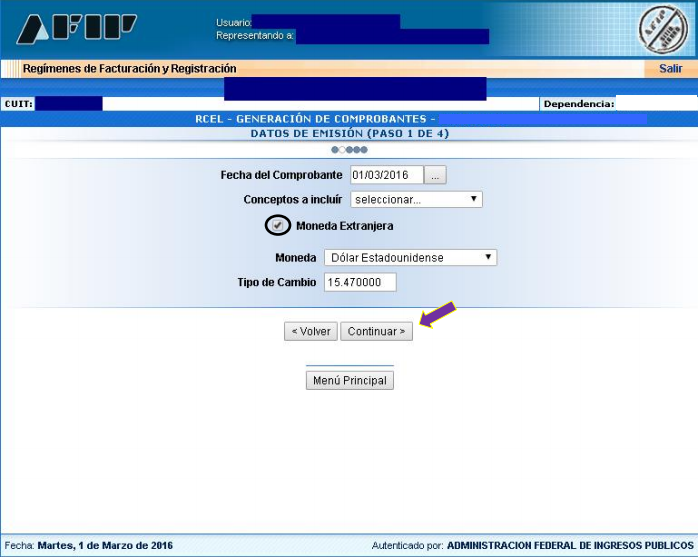 AFIP
Usuario:
Representando a:
AFIP
Regímenes de Facturación y Registración
Salir
CUIT:
Dependencia:
RCEL - GENERACIÓN DE COMPROBANTES -
DATOS DE EMISIÓN (PASO 1 DE 4)
Fecha del Comprobante 01/03/2016 ...
Conceptos a incluír seleccionar...
Moneda Extranjera
Moneda Dólar Estadounidense
Tipo de Cambio 15.470000
< Volver Continuar >
Menú Principal
Fecha: Martes, 1 de Marzo de 2016 Autenticado por: ADMINISTRACION FEDERAL DE INGRESOS PUBLICOS